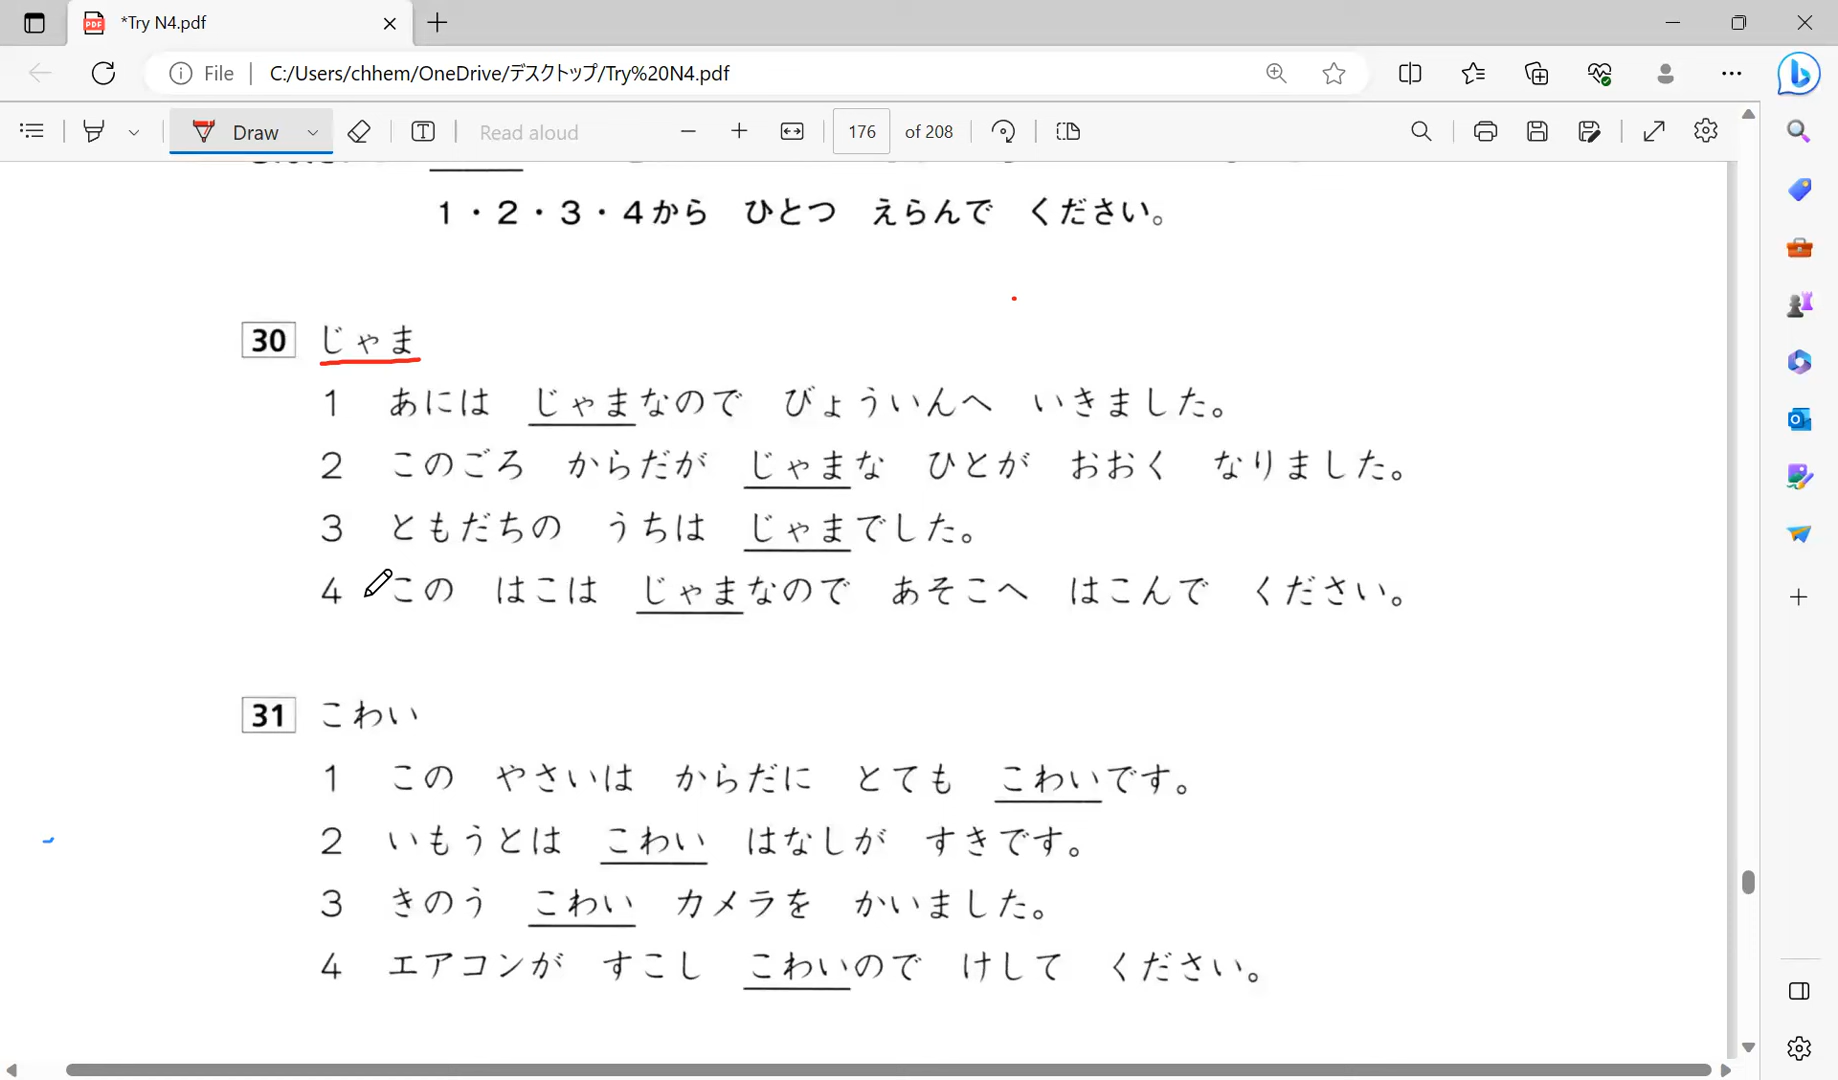 *Try N4.pdf
File
C:/Users/chhem/OneDrive/デスクトップ/Try%20N4.pdf
Draw
Read aloud
176
of 208
1・2・3・4から ひとつ えらんで ください。
30 じゃま
1 あには じゃまなので びょういんへ いきました。
2 このごろ からだが じゃまな ひとが おおく なりました。
3 ともだちの うちは じゃまでした。
4 この はこは じゃまなので あそこへ はこんで ください。
31 こわい
1 この やさいは からだに とても こわいです。
2 いもうとは こわい はなしが すきです。
3 きのう こわい カメラを かいました。
4 エアコンが すこし こわいので けして ください。